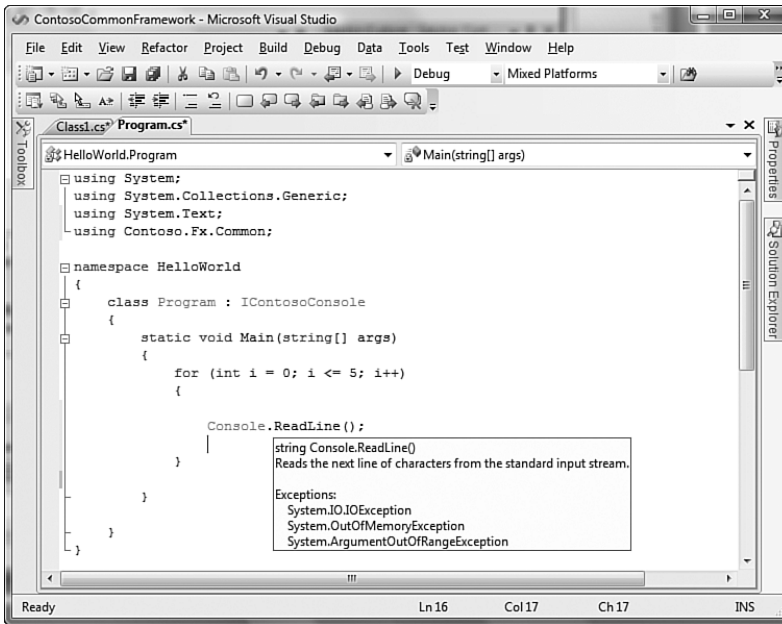 ContosoCommonFramework - Microsoft Visual Studio
File Edit View Refactor Project Build Debug Data Tools Test Window Help
Debug Mixed Platforms
Toolbox
Class1.cs* Program.cs*
Properties
Solution Explorer
HelloWorld.Program Main(string[] args)
using System;
using System.Collections.Generic;
using System.Text;
using Contoso.Fx.Common;
namespace HelloWorld
{
class Program : IContosoConsole
{
static void Main(string[] args)
{
for (int i = 0; i <= 5; i++)
{
Console.ReadLine();
string Console.ReadLine()
Reads the next line of characters from the standard input stream.
Exceptions:
System.IO.IOException
System.OutOfMemoryException
System.ArgumentOutOfRangeException
}
}
}
}
Ready Ln 16 Col 17 Ch 17 INS